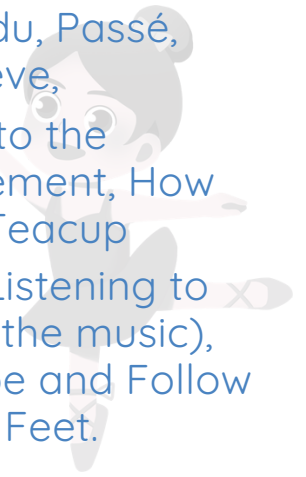 du, Passé,
eve,
to the
ement, How
Teacup
Listening to
the music),
e and Follow
Feet.